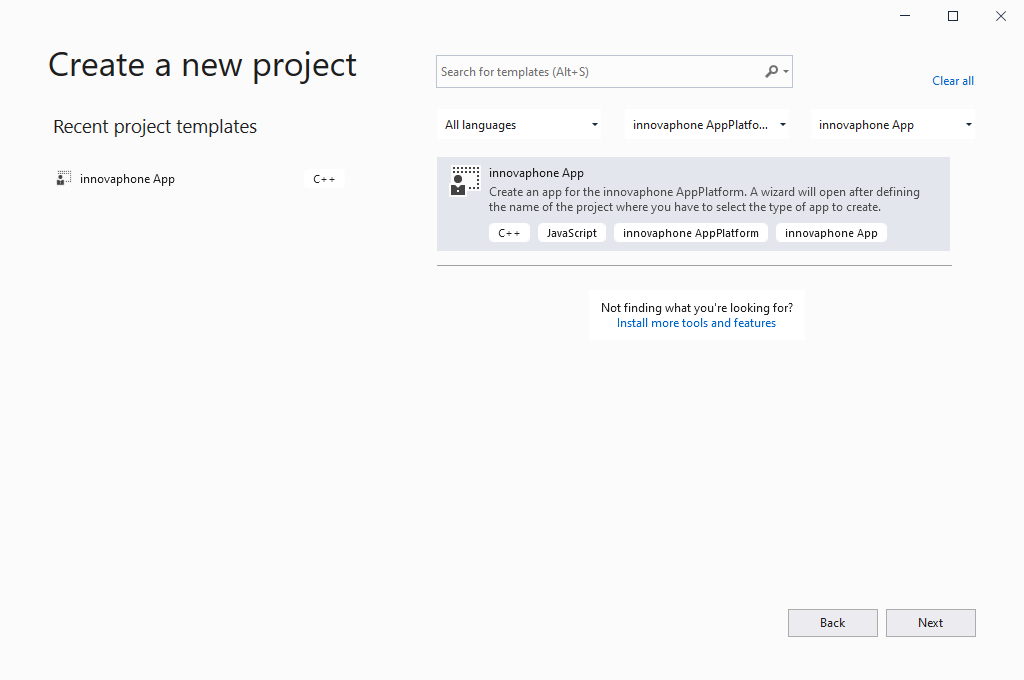 Create a new project
Recent project templates
innovaphone App
C++
Search for templates (Alt+S)
Clear all
All languages
innovaphone AppPlatfo...
innovaphone App
innovaphone App
Create an app for the innovaphone AppPlatform. A wizard will open after defining
the name of the project where you have to select the type of app to create.
C++
JavaScript
innovaphone AppPlatform
innovaphone App
Not finding what you're looking for?
Install more tools and features
Back
Next